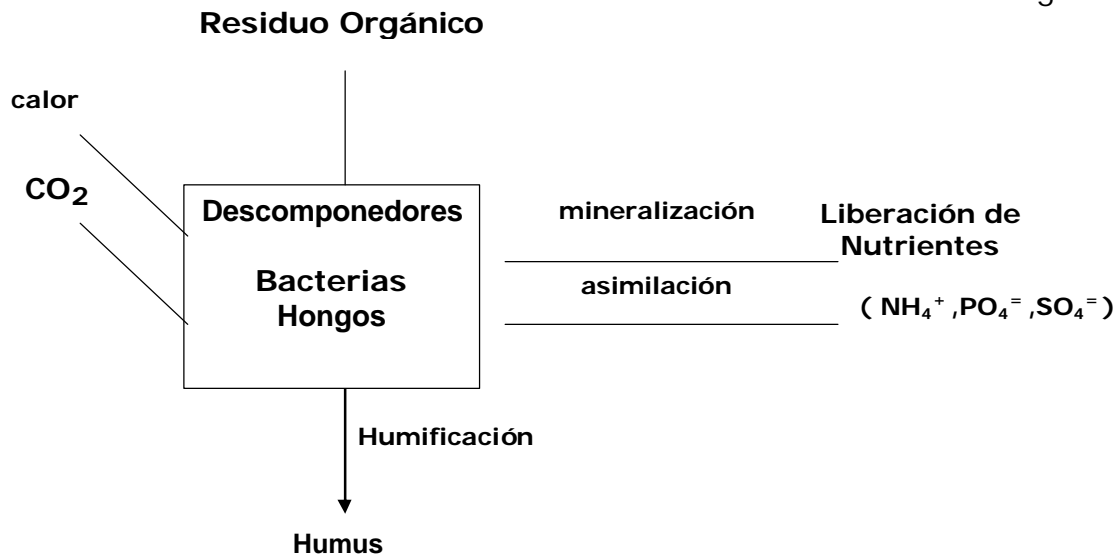 Residuo Orgánico
calor
CO₂
Descomponedores
Bacterias
Hongos
mineralización
asimilación
Liberación de
Nutrientes
( NH₄⁺ ,PO₄⁼ ,SO₄⁼ )
Humificación
Humus